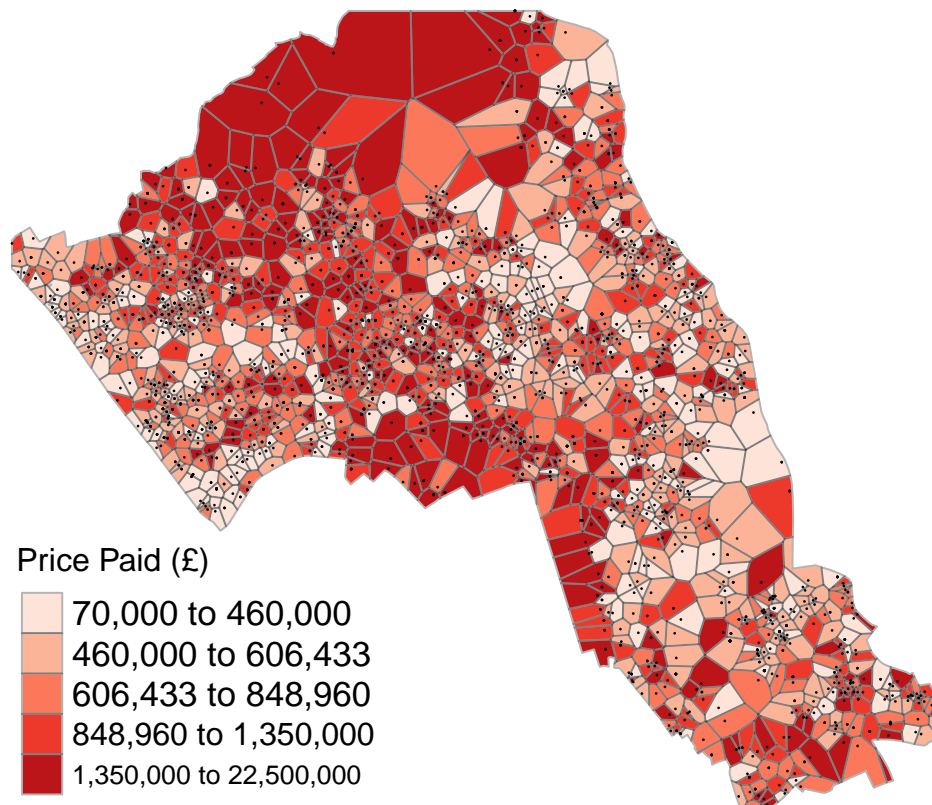 Price Paid (£)
70,000 to 460,000
460,000 to 606,433
606,433 to 848,960
848,960 to 1,350,000
1,350,000 to 22,500,000